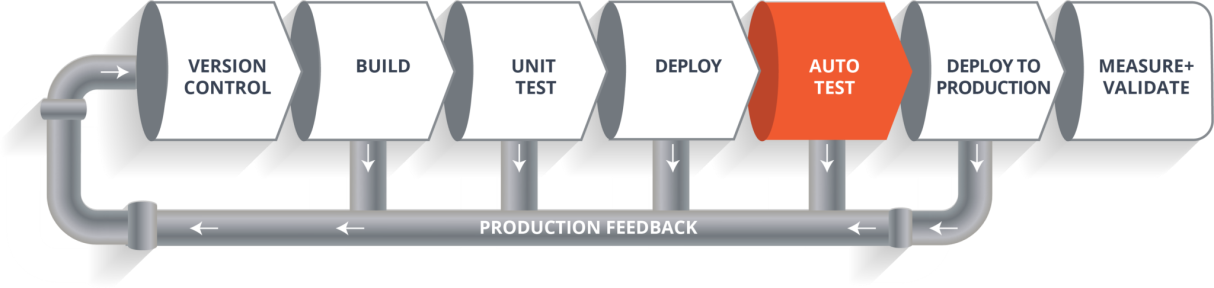 VERSION
CONTROL
BUILD
UNIT
TEST
DEPLOY
AUTO
TEST
DEPLOY TO
PRODUCTION
MEASURE+
VALIDATE
PRODUCTION FEEDBACK